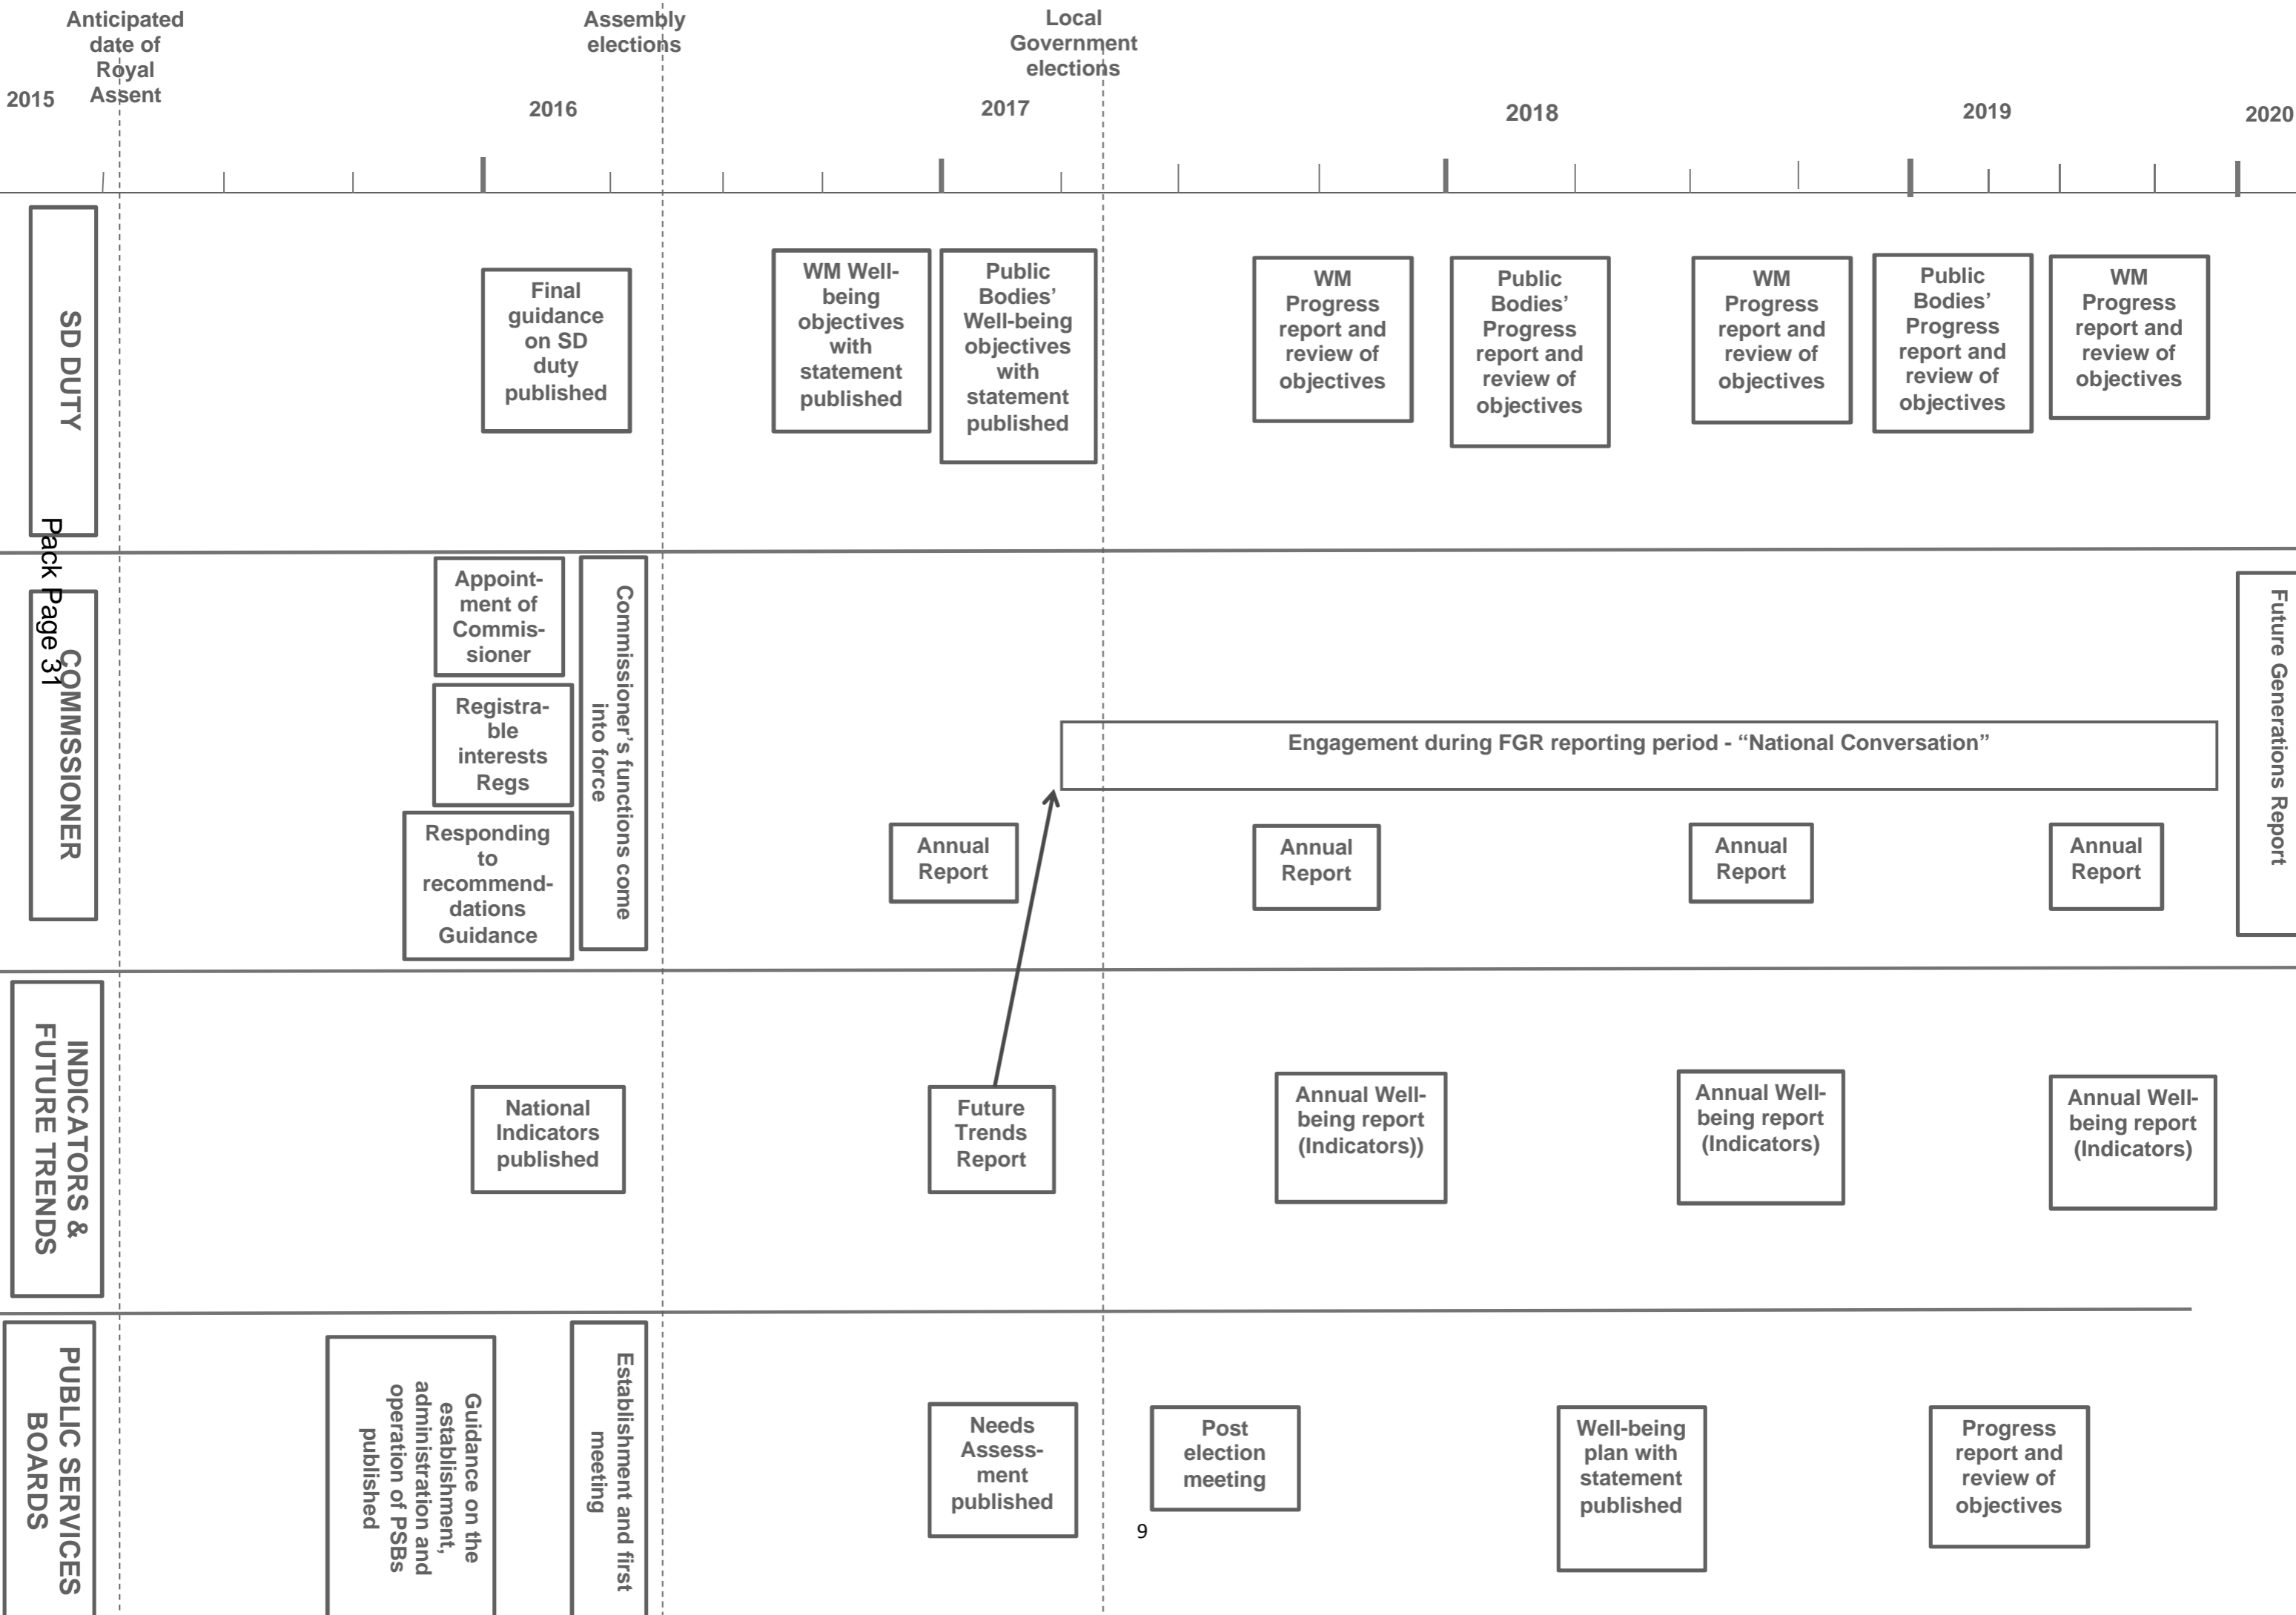 Anticipated
date of
Royal
Assent
Assembly
elections
Local
Government
elections
2015
2016
2017
2018
2019
2020
SD DUTY
Final
guidance
on SD
duty
published
WM Well-
being
objectives
with
statement
published
Public
Bodies’
Well-being
objectives
with
statement
published
WM
Progress
report and
review of
objectives
Public
Bodies’
Progress
report and
review of
objectives
WM
Progress
report and
review of
objectives
Public
Bodies’
Progress
report and
review of
objectives
WM
Progress
report and
review of
objectives
Pack Page 31
COMMSSIONER
Appoint-
ment of
Commis-
sioner
Registra-
ble
interests
Regs
Responding
to
recommend-
dations
Guidance
Commissioner’s functions come
into force
Engagement during FGR reporting period - “National Conversation”
Annual
Report
Annual
Report
Annual
Report
Annual
Report
Future Generations Report
INDICATORS &
FUTURE TRENDS
National
Indicators
published
Future
Trends
Report
Annual Well-
being report
(Indicators))
Annual Well-
being report
(Indicators)
Annual Well-
being report
(Indicators)
PUBLIC SERVICES
BOARDS
Guidance on the
establishment,
administration and
operation of PSBs
published
Establishment and first
meeting
Needs
Assess-
ment
published
Post
election
meeting
Well-being
plan with
statement
published
Progress
report and
review of
objectives
9